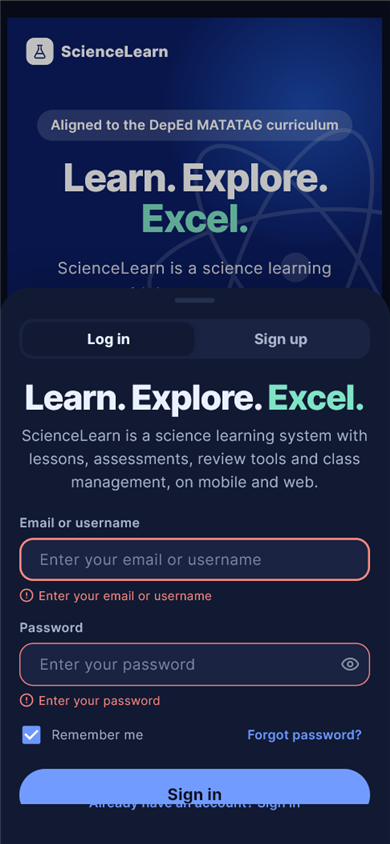 ScienceLearn
Aligned to the DepEd MATATAG curriculum
Learn. Explore.
Excel.
ScienceLearn is a science learning
Log in
Sign up
Learn. Explore. Excel.
ScienceLearn is a science learning system with
lessons, assessments, review tools and class
management, on mobile and web.
Email or username
Enter your email or username
Enter your email or username
Password
Enter your password
Enter your password
Remember me
Forgot password?
Sign in
Already have an account? Sign in